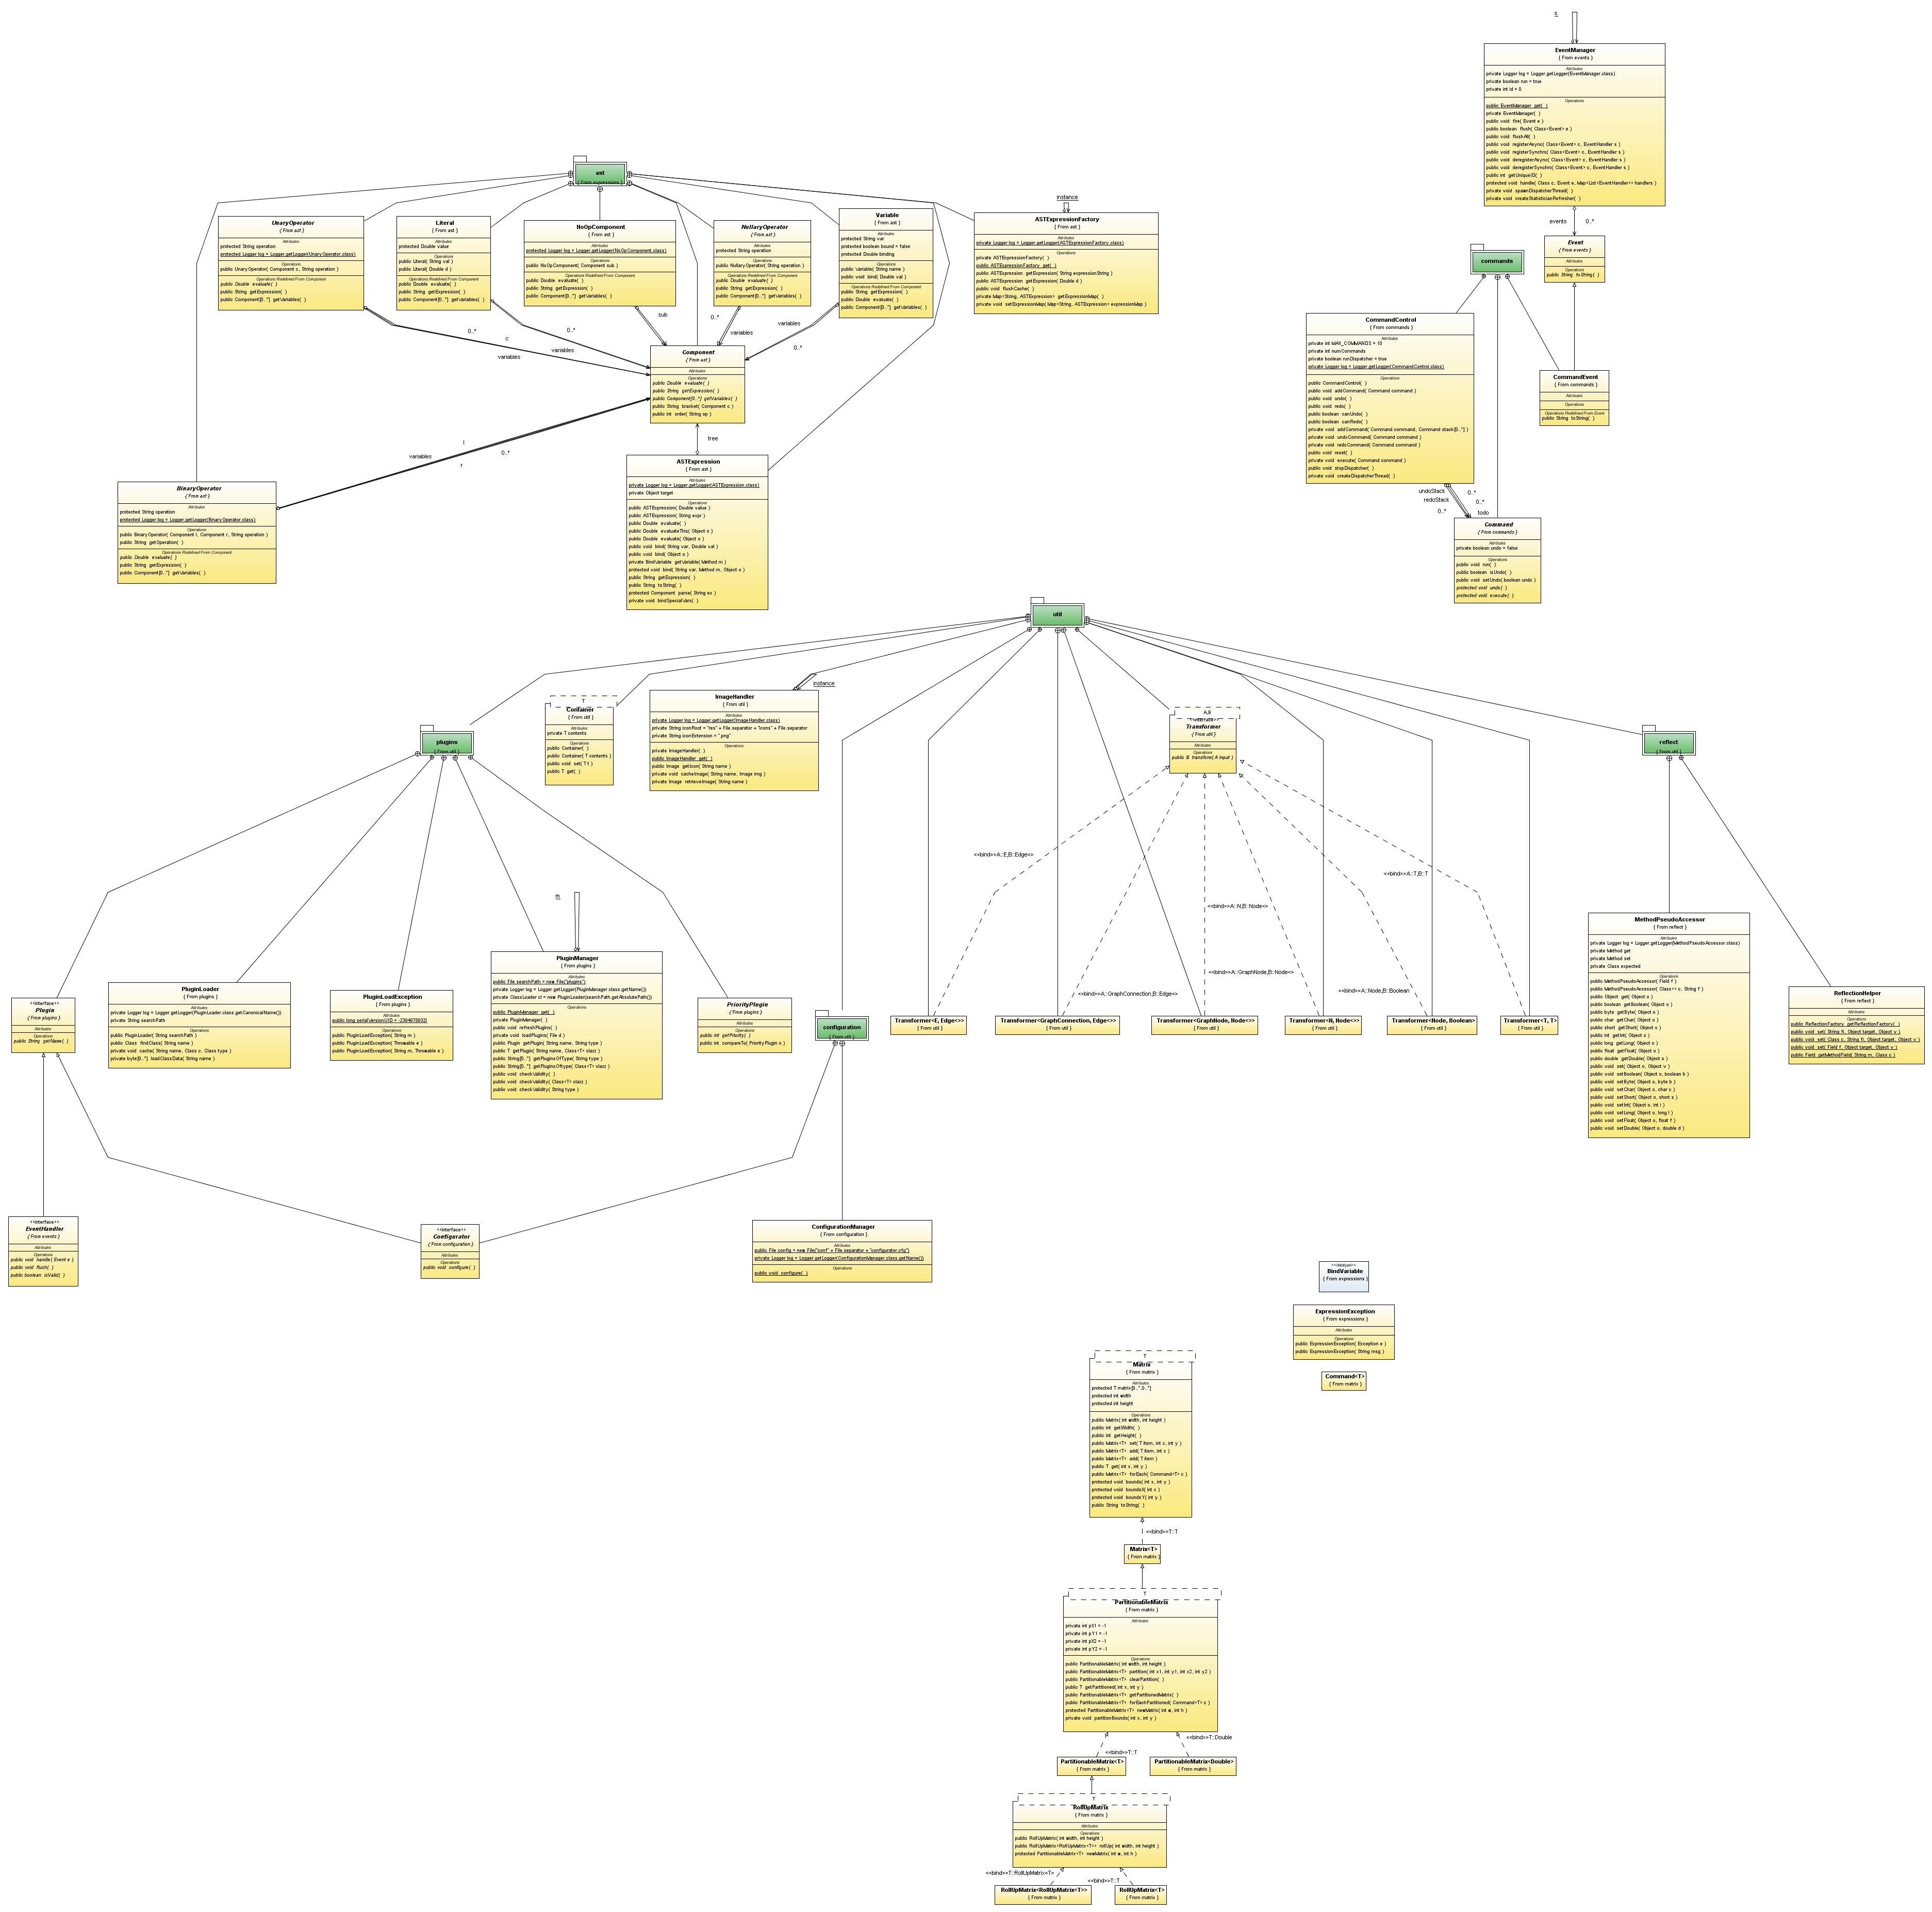 EventManager
{ From events }
Attributes
private Logger log = Logger.getLogger(EventManager.class)
private boolean run = true
private int id = 0
Operations
public EventManager get( )
private EventManager( )
public void fire( Event e )
public boolean flush( Class<Event> e )
public void flushAll( )
public void registerAsync( Class<Event> c, EventHandler s )
public void registerSynchro( Class<Event> c, EventHandler s )
public void deregisterAsync( Class<Event> c, EventHandler s )
public void deregisterSynchro( Class<Event> c, EventHandler s )
public int getUniqueID( )
protected void handle( Class c, Event e, Map<List<EventHandler>> handlers )
private void spawnDispatcherThread( )
private void createStatisticianRefresher( )
events
0..*
Event
{ From events }
Attributes
Operations
public String toString( )
ast
{ From expressions }
UnaryOperator
{ From ast }
Attributes
protected String operation
protected Logger log = Logger.getLogger(UnaryOperator.class)
Operations
public UnaryOperator( Component c, String operation )
Operations Redefined From Component
public Double evaluate( )
public String getExpression( )
public Component[0..*] getVariables( )
Literal
{ From ast }
Attributes
protected Double value
Operations
public Literal( String val )
public Literal( Double d )
Operations Redefined From Component
public Double evaluate( )
public String getExpression( )
public Component[0..*] getVariables( )
NoOpComponent
{ From ast }
Attributes
protected Logger log = Logger.getLogger(NoOpComponent.class)
Operations
public NoOpComponent( Component sub )
Operations Redefined From Component
public Double evaluate( )
public String getExpression( )
public Component[0..*] getVariables( )
NullaryOperator
{ From ast }
Attributes
protected String operation
Operations
public NullaryOperator( String operation )
Operations Redefined From Component
public Double evaluate( )
public String getExpression( )
public Component[0..*] getVariables( )
Variable
{ From ast }
Attributes
protected String var
protected boolean bound = false
protected Double binding
Operations
public Variable( String name )
public void bind( Double val )
Operations Redefined From Component
public String getExpression( )
public Double evaluate( )
public Component[0..*] getVariables( )
instance
ASTExpressionFactory
{ From ast }
Attributes
private Logger log = Logger.getLogger(ASTExpressionFactory.class)
Operations
private ASTExpressionFactory( )
public ASTExpressionFactory get( )
public ASTExpression getExpression( String expressionString )
public ASTExpression getExpression( Double d )
public void flushCache( )
private Map<String, ASTExpression> getExpressionMap( )
private void setExpressionMap( Map<String, ASTExpression> expressionMap )
0..*
c
variables
0..*
variables
sub
0..*
variables
variables
0..*
Component
{ From ast }
Attributes
Operations
public Double evaluate( )
public String getExpression( )
public Component[0..*] getVariables( )
public String bracket( Component c )
public int order( String op )
l
variables
0..*
r
tree
BinaryOperator
{ From ast }
Attributes
protected String operation
protected Logger log = Logger.getLogger(BinaryOperator.class)
Operations
public BinaryOperator( Component l, Component r, String operation )
public String getOperation( )
Operations Redefined From Component
public Double evaluate( )
public String getExpression( )
public Component[0..*] getVariables( )
ASTExpression
{ From ast }
Attributes
private Logger log = Logger.getLogger(ASTExpression.class)
private Object target
Operations
public ASTExpression( Double value )
public ASTExpression( String expr )
public Double evaluate( )
public Double evaluateThis( Object o )
public Double evaluate( Object o )
public void bind( String var, Double val )
public void bind( Object o )
private BindVariable getVariable( Method m )
protected void bind( String var, Method m, Object o )
public String getExpression( )
public String toString( )
protected Component parse( String ex )
private void bindSpecialVars( )
commands
CommandControl
{ From commands }
Attributes
private int MAX_COMMANDS = 10
private int numCommands
private boolean runDispatcher = true
private Logger log = Logger.getLogger(CommandControl.class)
Operations
public CommandControl( )
public void addCommand( Command command )
public void undo( )
public void redo( )
public boolean canUndo( )
public boolean canRedo( )
private void addCommand( Command command, Command stack[0..*] )
private void undoCommand( Command command )
private void redoCommand( Command command )
public void reset( )
private void execute( Command command )
public void stopDispatcher( )
private void createDispatcherThread( )
CommandEvent
{ From commands }
Attributes
Operations
Operations Redefined From Event
public String toString( )
undoStack
0..*
redoStack
0..*
0..*
todo
Command
{ From commands }
Attributes
private boolean undo = false
Operations
public void run( )
public boolean isUndo( )
public void setUndo( boolean undo )
protected void undo( )
protected void execute( )
util
plugins
{ From util }
T
Container
{ From util }
Attributes
private T contents
Operations
public Container( )
public Container( T contents )
public void set( T t )
public T get( )
instance
ImageHandler
{ From util }
Attributes
private Logger log = Logger.getLogger(ImageHandler.class)
private String iconRoot = "res" + File.separator + "icons" + File.separator
private String iconExtension = ".png"
Operations
private ImageHandler( )
public ImageHandler get( )
public Image getIcon( String name )
private void cacheImage( String name, Image img )
private Image retrieveImage( String name )
A,B
<<interface>>
Transformer
{ From util }
Attributes
Operations
public B transform( A input )
reflect
{ From util }
<<bind>>A::E,B::Edge<>
<<bind>>A::T,B::T
<<bind>>A::N,B::Node<>
<<bind>>A::GraphNode,B::Node<>
<<bind>>A::GraphConnection,B::Edge<>
<<bind>>A::Node,B::Boolean
m
<<interface>>
Plugin
{ From plugins }
Attributes
Operations
public String getName( )
PluginLoader
{ From plugins }
Attributes
private Logger log = Logger.getLogger(PluginLoader.class.getCanonicalName())
private String searchPath
Operations
public PluginLoader( String searchPath )
public Class findClass( String name )
private void cache( String name, Class c, Class type )
private byte[0..*] loadClassData( String name )
PluginLoadException
{ From plugins }
Attributes
Operations
public PluginLoadException( String m )
public PluginLoadException( Throwable e )
public PluginLoadException( String m, Throwable e )
PluginManager
{ From plugins }
Attributes
public File searchPath = new File("plugins")
private Logger log = Logger.getLogger(PluginManager.class.getName())
private ClassLoader cl = new PluginLoader(searchPath.getAbsolutePath())
Operations
public PluginManager get( )
private PluginManager( )
public void refreshPlugins( )
private void loadPlugins( File d )
public Plugin getPlugin( String name, String type )
public T getPlugin( String name, Class<T> clazz )
public String[0..*] getPluginsOfType( String type )
public String[0..*] getPluginsOftype( Class<T> clazz )
public void checkValidity( )
public void checkValidity( Class<T> clazz )
public void checkValidity( String type )
PriorityPlugin
{ From plugins }
Attributes
Operations
public int getPriority( )
public int compareTo( PriorityPlugin o )
configuration
{ From util }
Transformer<E, Edge<>>
{ From util }
Transformer<GraphConnection, Edge<>>
{ From util }
Transformer<GraphNode, Node<>>
{ From util }
Transformer<N, Node<>>
{ From util }
Transformer<Node, Boolean>
{ From util }
Transformer<T, T>
{ From util }
MethodPseudoAccessor
{ From reflect }
Attributes
private Logger log = Logger.getLogger(MethodPseudoAccessor.class)
private Method get
private Method set
private Class expected
Operations
public MethodPseudoAccessor( Field f )
public MethodPseudoAccessor( Class<> c, String f )
public Object get( Object o )
public boolean getBoolean( Object o )
public byte getByte( Object o )
public char getChar( Object o )
public short getShort( Object o )
public int getInt( Object o )
public long getLong( Object o )
public float getFloat( Object o )
public double getDouble( Object o )
public void set( Object o, Object v )
public void setBoolean( Object o, boolean b )
public void setByte( Object o, byte b )
public void setChar( Object o, char c )
public void setShort( Object o, short s )
public void setInt( Object o, int i )
public void setLong( Object o, long l )
public void setFloat( Object o, float f )
public void setDouble( Object o, double d )
ReflectionHelper
{ From reflect }
Attributes
Operations
public ReflectionFactory getReflectionFactory( )
public void set( String fi, Object target, Object v )
public void set( Class c, String fi, Object target, Object v )
public void set( Field f, Object target, Object v )
public Field getMethodField( String m, Class c )
<<interface>>
EventHandler
{ From events }
Attributes
Operations
public void handle( Event e )
public void flush( )
public boolean isValid( )
<<interface>>
Configurator
{ From configuration }
Attributes
Operations
public void configure( )
ConfigurationManager
{ From configuration }
Attributes
public File config = new File("conf" + File.separator + "configurator.cfg")
private Logger log = Logger.getLogger(ConfigurationManager.class.getName())
Operations
public void configure( )
<<datatype>>
BindVariable
{ From expressions }
ExpressionException
{ From expressions }
Attributes
Operations
public ExpressionException( Exception e )
public ExpressionException( String msg )
Command<T>
{ From matrix }
T
Matrix
{ From matrix }
Attributes
protected T matrix[0..*,0..*]
protected int width
protected int height
Operations
public Matrix( int width, int height )
public int getWidth( )
public int getHeight( )
public Matrix<T> set( T item, int x, int y )
public Matrix<T> add( T item, int x )
public Matrix<T> add( T item )
public T get( int x, int y )
public Matrix<T> forEach( Command<T> c )
protected void bounds( int x, int y )
protected void boundsX( int x )
protected void boundsY( int y )
public String toString( )
<<bind>>T::T
Matrix<T>
{ From matrix }
T
PartitionableMatrix
{ From matrix }
Attributes
private int pX1 = -1
private int pY1 = -1
private int pX2 = -1
private int pY2 = -1
Operations
public PartitionableMatrix( int width, int height )
public PartitionableMatrix<T> partition( int x1, int y1, int x2, int y2 )
public PartitionableMatrix<T> clearPartition( )
public T getPartitioned( int x, int y )
public PartitionableMatrix<T> getPartitionedMatrix( )
public PartitionableMatrix<T> forEachPartitioned( Command<T> c )
protected PartitionableMatrix<T> newMatrix( int w, int h )
private void partitionBounds( int x, int y )
<<bind>>T::Double
<<bind>>T::T
PartitionableMatrix<T>
{ From matrix }
PartitionableMatrix<Double>
{ From matrix }
T
RollUpMatrix
{ From matrix }
Attributes
Operations
public RollUpMatrix( int width, int height )
public RollUpMatrix<RollUpMatrix<T>> rollUp( int width, int height )
protected PartitionableMatrix<T> newMatrix( int w, int h )
<<bind>>T::RollUpMatrix<T>
<<bind>>T::T
RollUpMatrix<RollUpMatrix<T>>
{ From matrix }
RollUpMatrix<T>
{ From matrix }